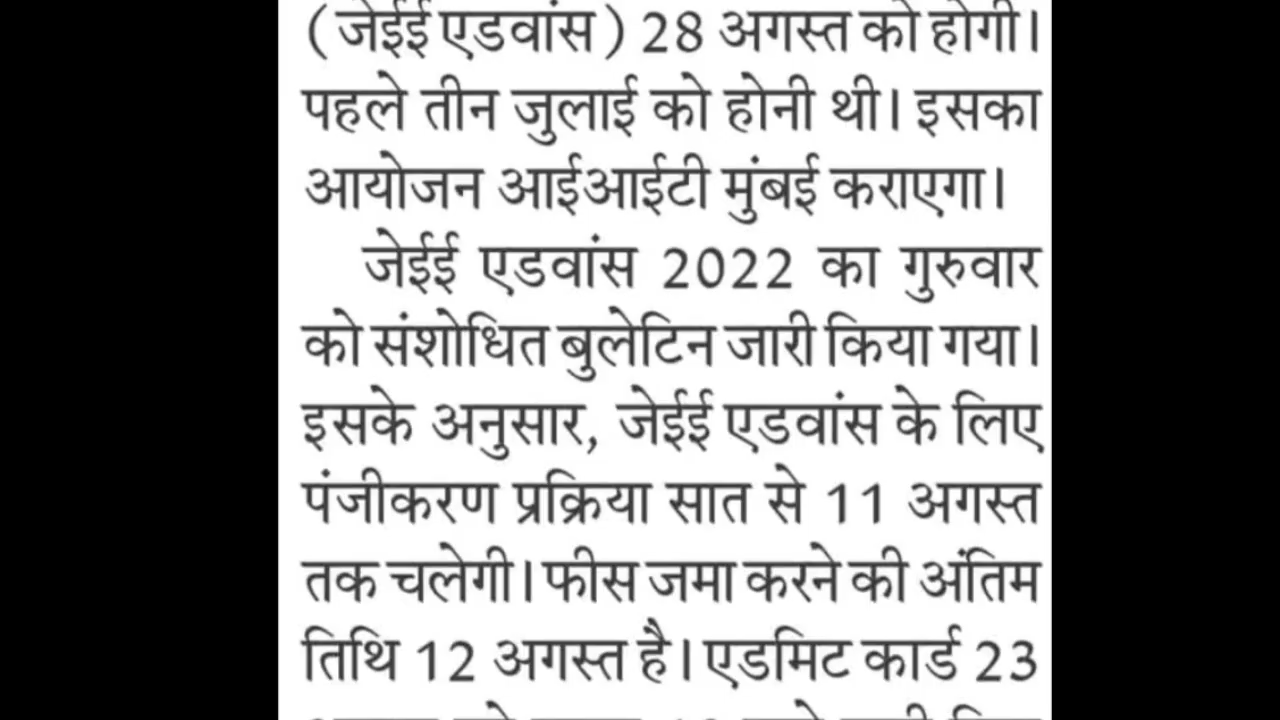 (जेईई एडवांस) 28 अगस्त को होगी।
पहले तीन जुलाई को होनी थी। इसका
आयोजन आईआईटी मुंबई कराएगा।
जेईई एडवांस 2022 का गुरुवार
को संशोधित बुलेटिन जारी किया गया।
इसके अनुसार, जेईई एडवांस के लिए
पंजीकरण प्रक्रिया सात से 11 अगस्त
तक चलेगी। फीस जमा करने की अंतिम
तिथि 12 अगस्त है। एडमिट कार्ड 23